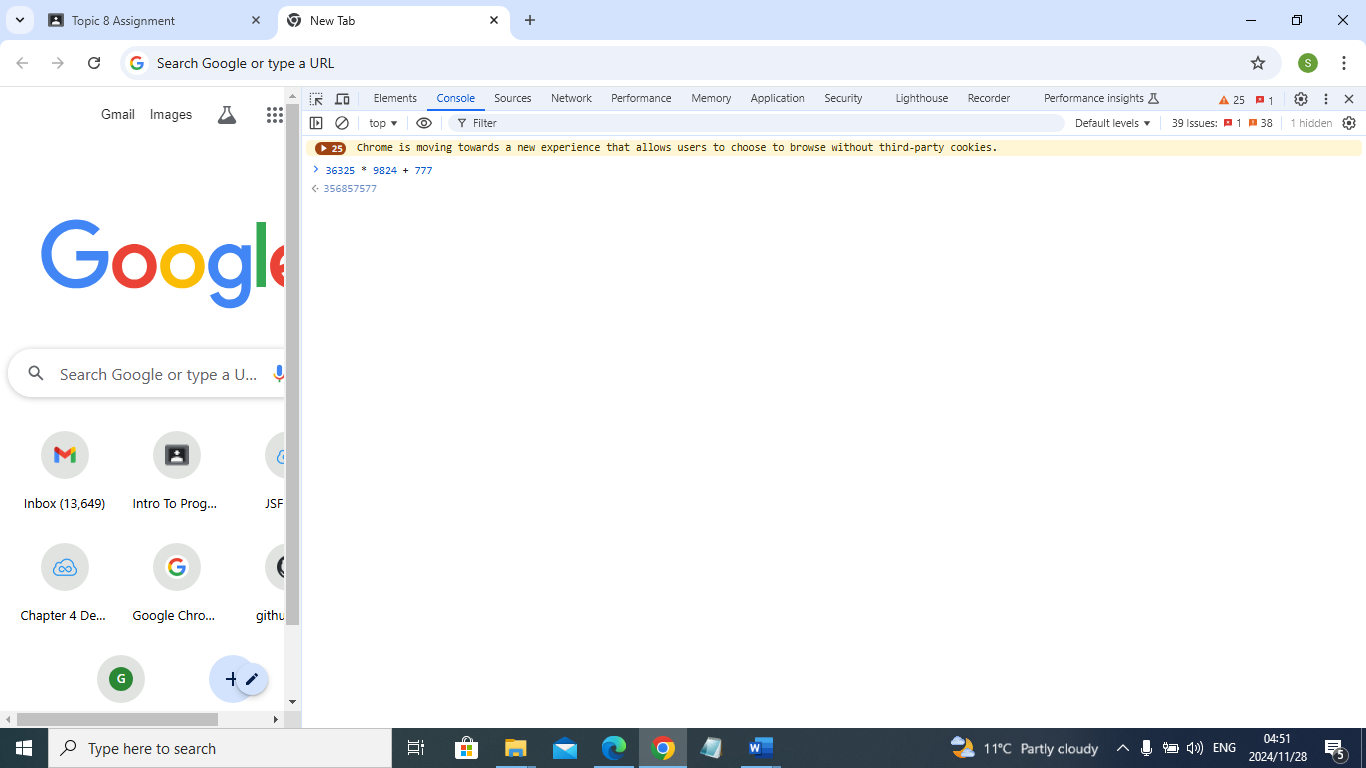 Topic 8 Assignment
New Tab
Search Google or type a URL
S
Gmail Images
Google
Search Google or type a U...
Inbox (13,649) Intro To Prog... JSF
Chapter 4 De... Google Chro... githu
G
Elements Console Sources Network Performance Memory Application Security Lighthouse Recorder Performance insights 25 1
top Filter Default levels 39 Issues: 1 38 1 hidden
25 Chrome is moving towards a new experience that allows users to choose to browse without third-party cookies.
36325 * 9824 + 777
356857577
Type here to search
11°C Partly cloudy
ENG
04:51
2024/11/28
5